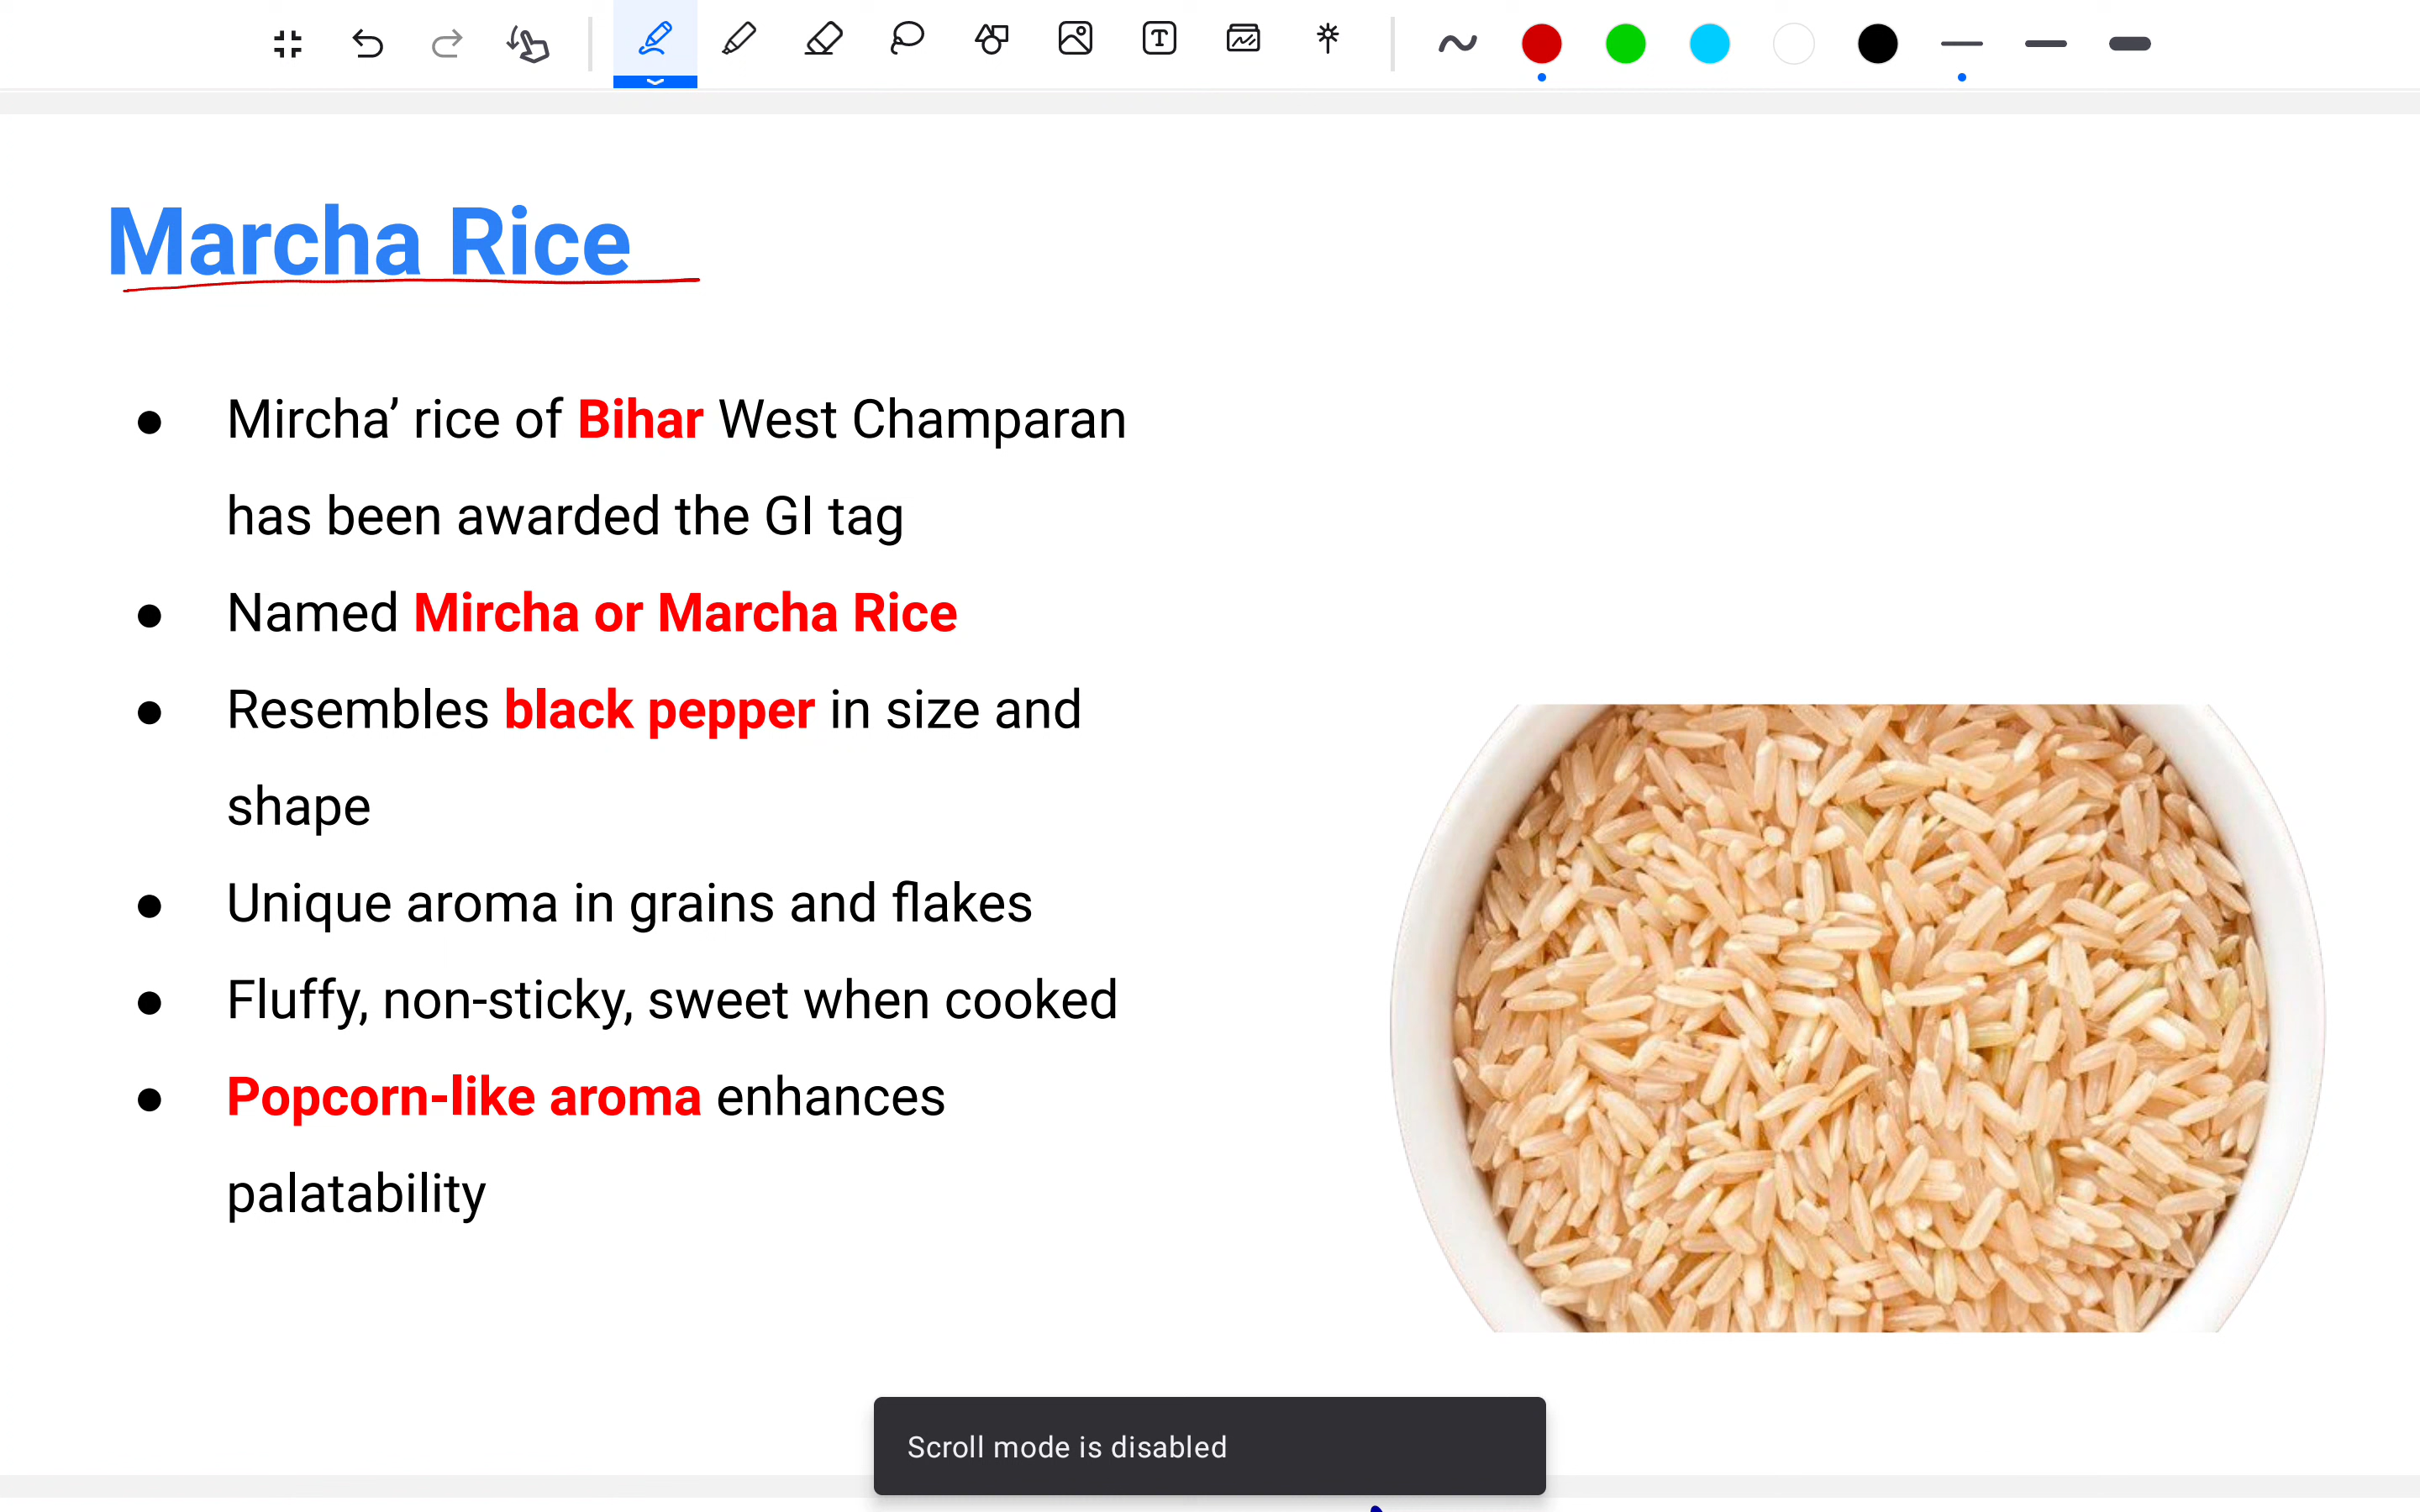 Marcha Rice
● Mircha’ rice of Bihar West Champaran
has been awarded the GI tag
● Named Mircha or Marcha Rice
● Resembles black pepper in size and
shape
● Unique aroma in grains and flakes
● Fluffy, non-sticky, sweet when cooked
● Popcorn-like aroma enhances
palatability
Scroll mode is disabled